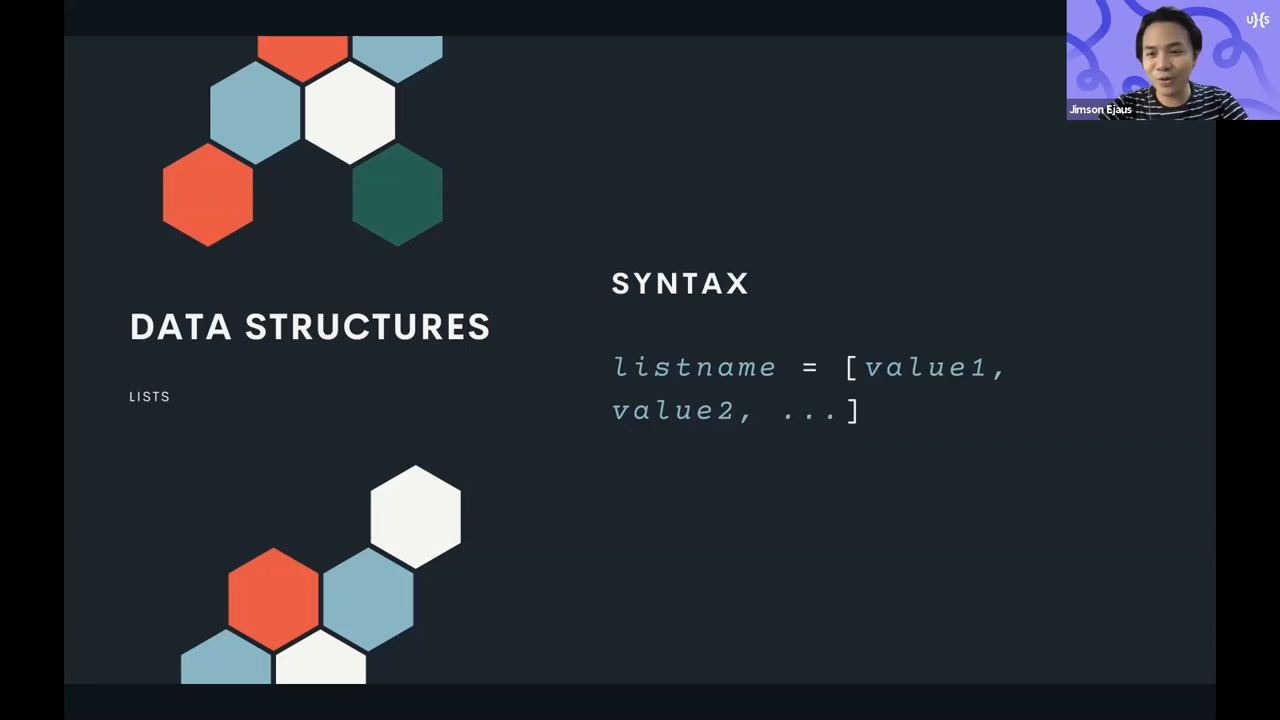 DATA STRUCTURES
LISTS
SYNTAX
listname = [value1,
value2, ...]
Jimson Ejaus